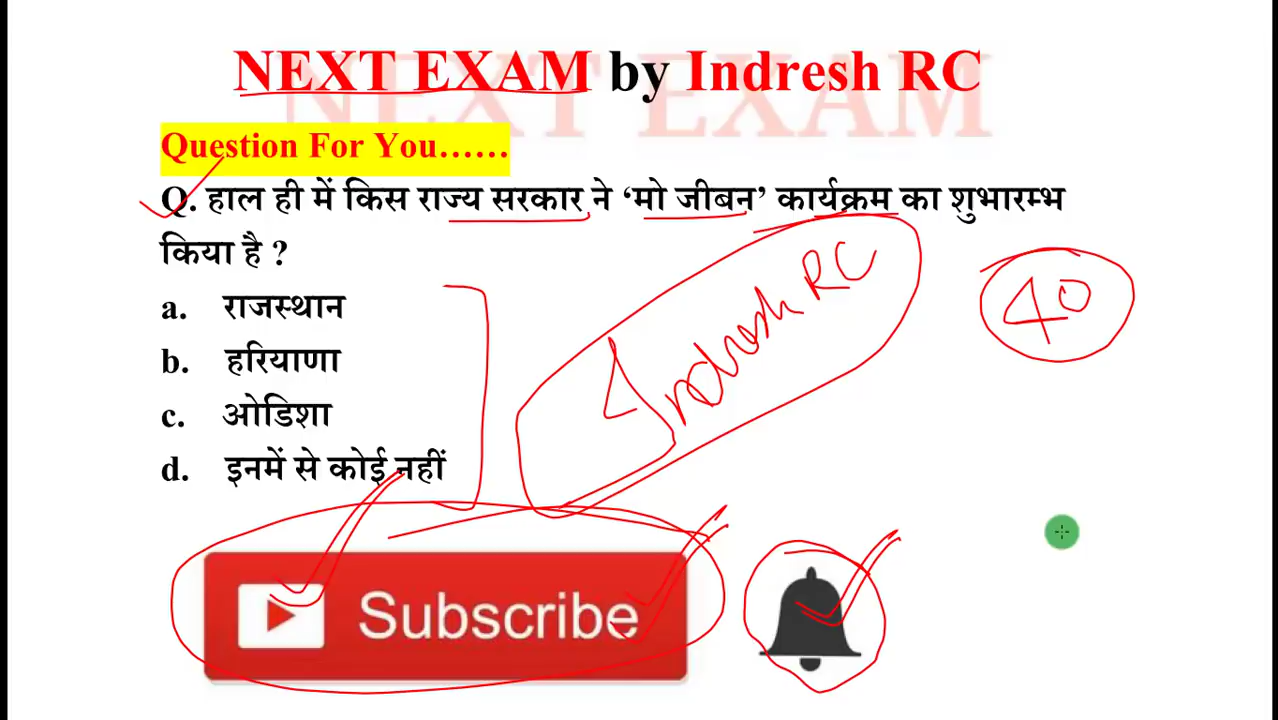 NEXT EXAM by Indresh RC
NEXT EXAM
Question For You......
Q. हाल ही में किस राज्य सरकार ने ‘मो जीबन’ कार्यक्रम का शुभारम्भ
किया है ?
a. राजस्थान
b. हरियाणा
c. ओडिशा
d. इनमें से कोई नहीं
Indresh RC
40
Subscribe